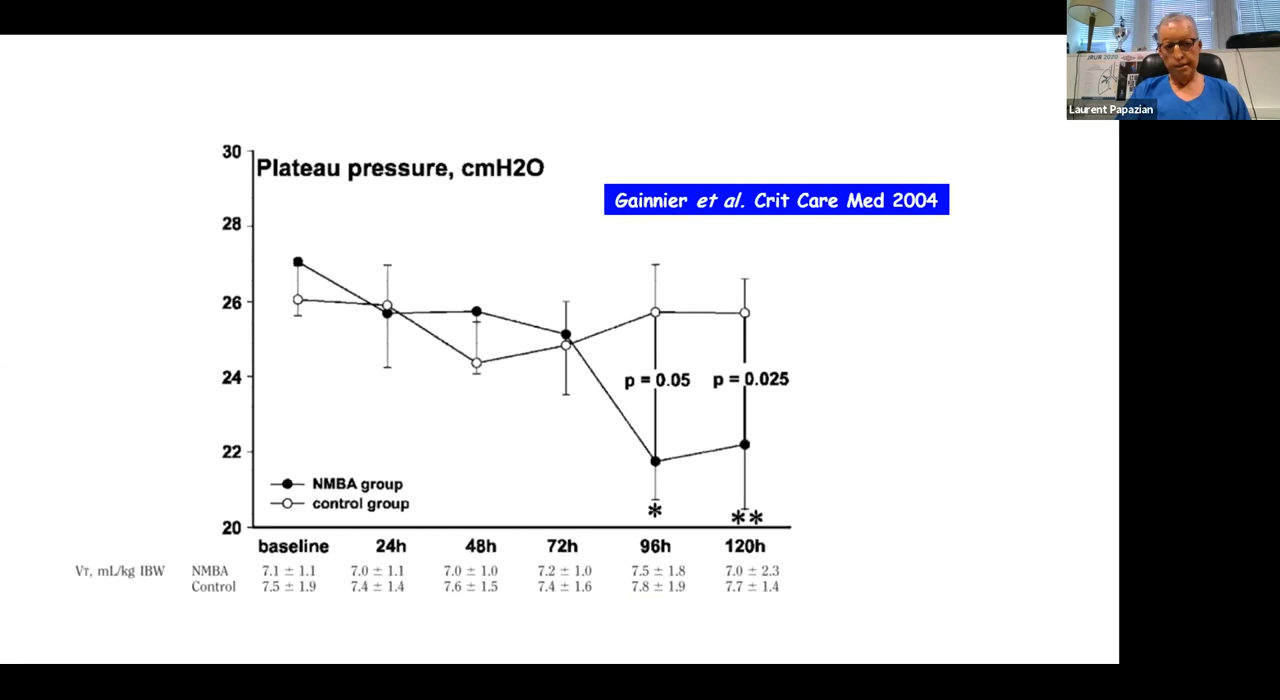 JRUR 2020
Laurent Papazian
Plateau pressure, cmH2O
Gainnier et al. Crit Care Med 2004
30
28
26
24
22
20
p = 0.05 p = 0.025
NMBA group
control group
* **
baseline 24h 48h 72h 96h 120h
VT, mL/kg IBW NMBA 7.1 ± 1.1 7.0 ± 1.1 7.0 ± 1.0 7.2 ± 1.0 7.5 ± 1.8 7.0 ± 2.3
Control 7.5 ± 1.9 7.4 ± 1.4 7.6 ± 1.5 7.4 ± 1.6 7.8 ± 1.9 7.7 ± 1.4